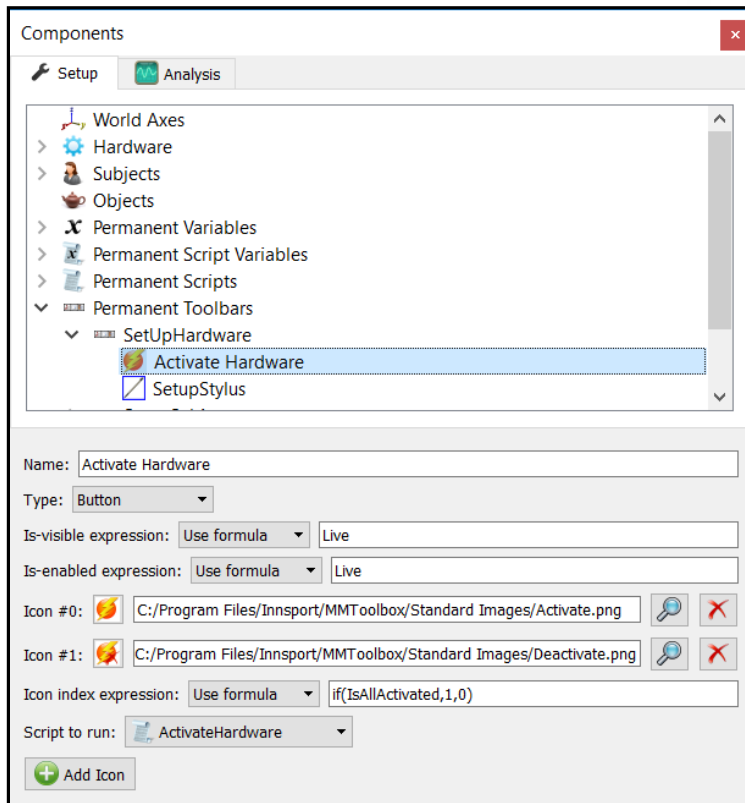 Components
Setup Analysis
World Axes
Hardware
Subjects
Objects
Permanent Variables
Permanent Script Variables
Permanent Scripts
Permanent Toolbars
SetUpHardware
Activate Hardware
SetupStylus
Name: Activate Hardware
Type: Button
Is-visible expression: Use formula Live
Is-enabled expression: Use formula Live
Icon #0: C:/Program Files/Innsport/MMToolbox/Standard Images/Activate.png
Icon #1: C:/Program Files/Innsport/MMToolbox/Standard Images/Deactivate.png
Icon index expression: Use formula if(IsAllActivated,1,0)
Script to run: ActivateHardware
Add Icon